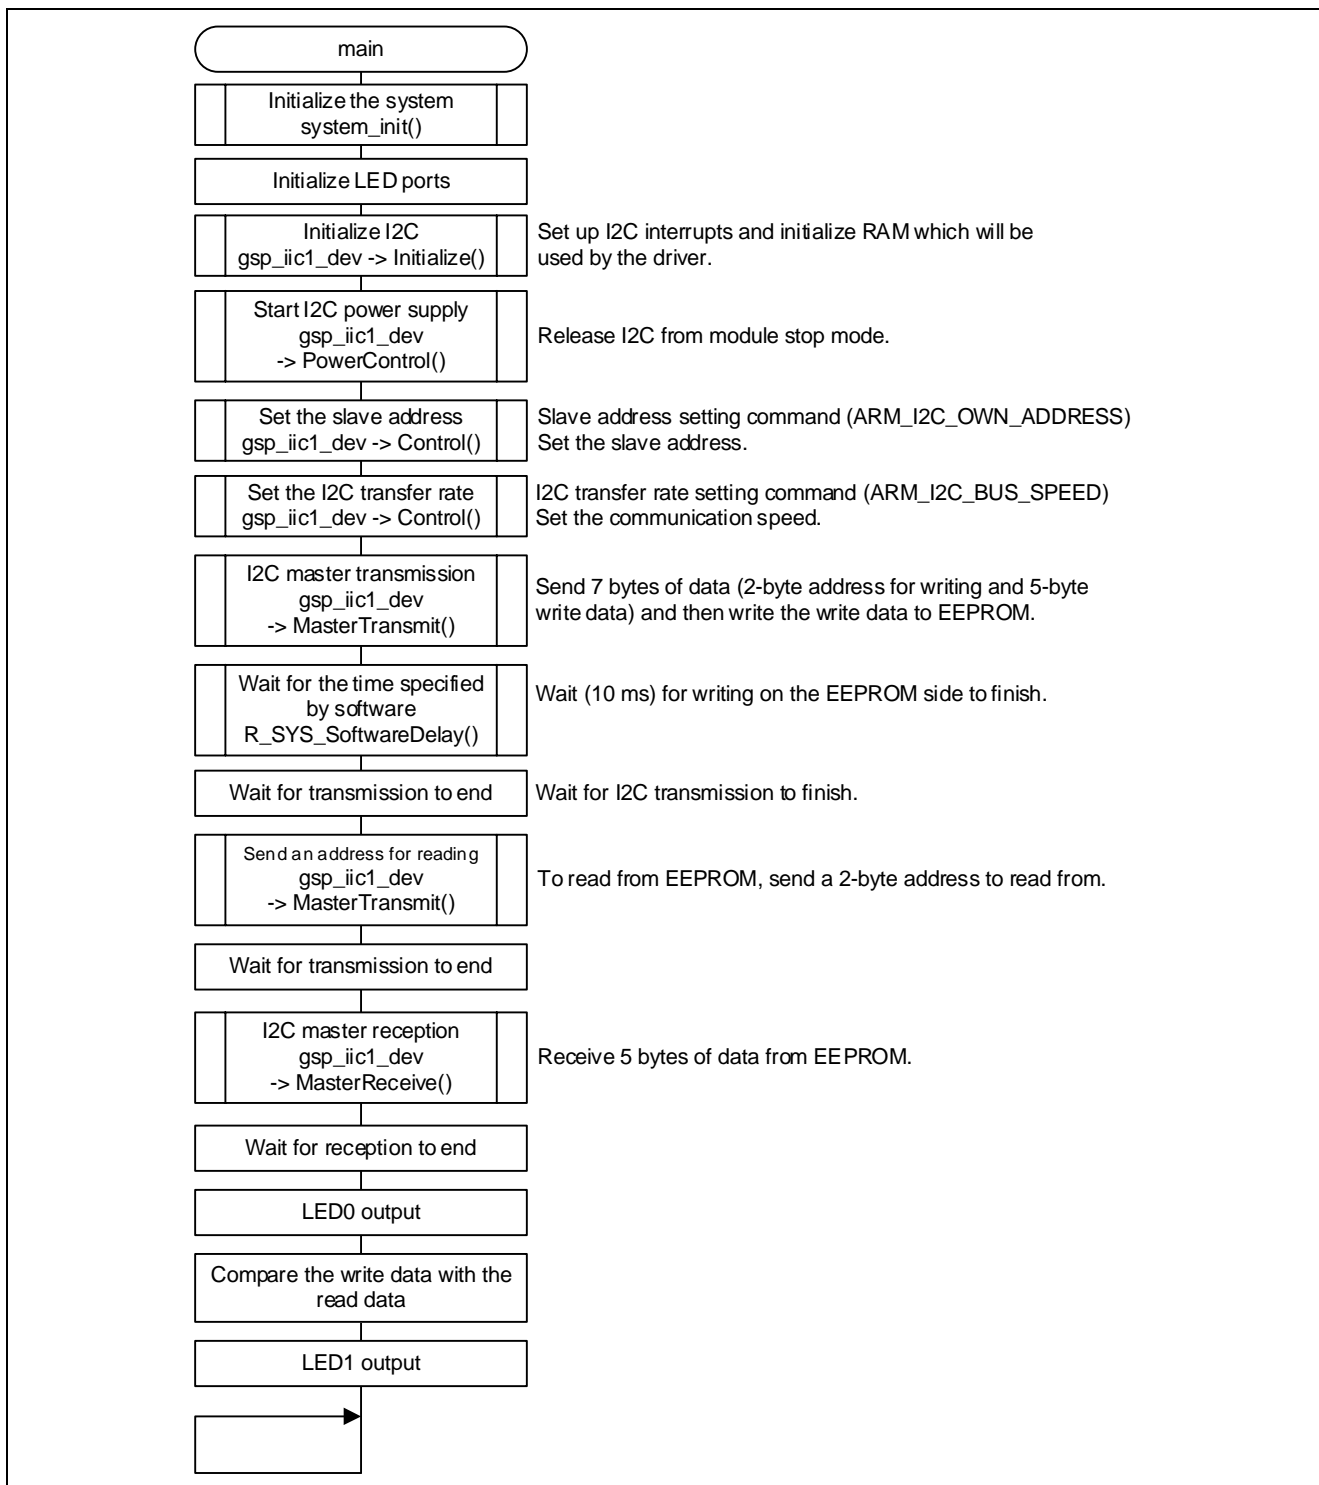 main
Initialize the system
system_init()
Initialize LED ports
Initialize I2C
gsp_iic1_dev -> Initialize()
Set up I2C interrupts and initialize RAM which will be
used by the driver.
Start I2C power supply
gsp_iic1_dev
-> PowerControl()
Release I2C from module stop mode.
Set the slave address
gsp_iic1_dev -> Control()
Slave address setting command (ARM_I2C_OWN_ADDRESS)
Set the slave address.
Set the I2C transfer rate
gsp_iic1_dev -> Control()
I2C transfer rate setting command (ARM_I2C_BUS_SPEED)
Set the communication speed.
I2C master transmission
gsp_iic1_dev
-> MasterTransmit()
Send 7 bytes of data (2-byte address for writing and 5-byte
write data) and then write the write data to EEPROM.
Wait for the time specified
by software
R_SYS_SoftwareDelay()
Wait (10 ms) for writing on the EEPROM side to finish.
Wait for transmission to end
Wait for I2C transmission to finish.
Send an address for reading
gsp_iic1_dev
-> MasterTransmit()
To read from EEPROM, send a 2-byte address to read from.
Wait for transmission to end
I2C master reception
gsp_iic1_dev
-> MasterReceive()
Receive 5 bytes of data from EEPROM.
Wait for reception to end
LED0 output
Compare the write data with the
read data
LED1 output